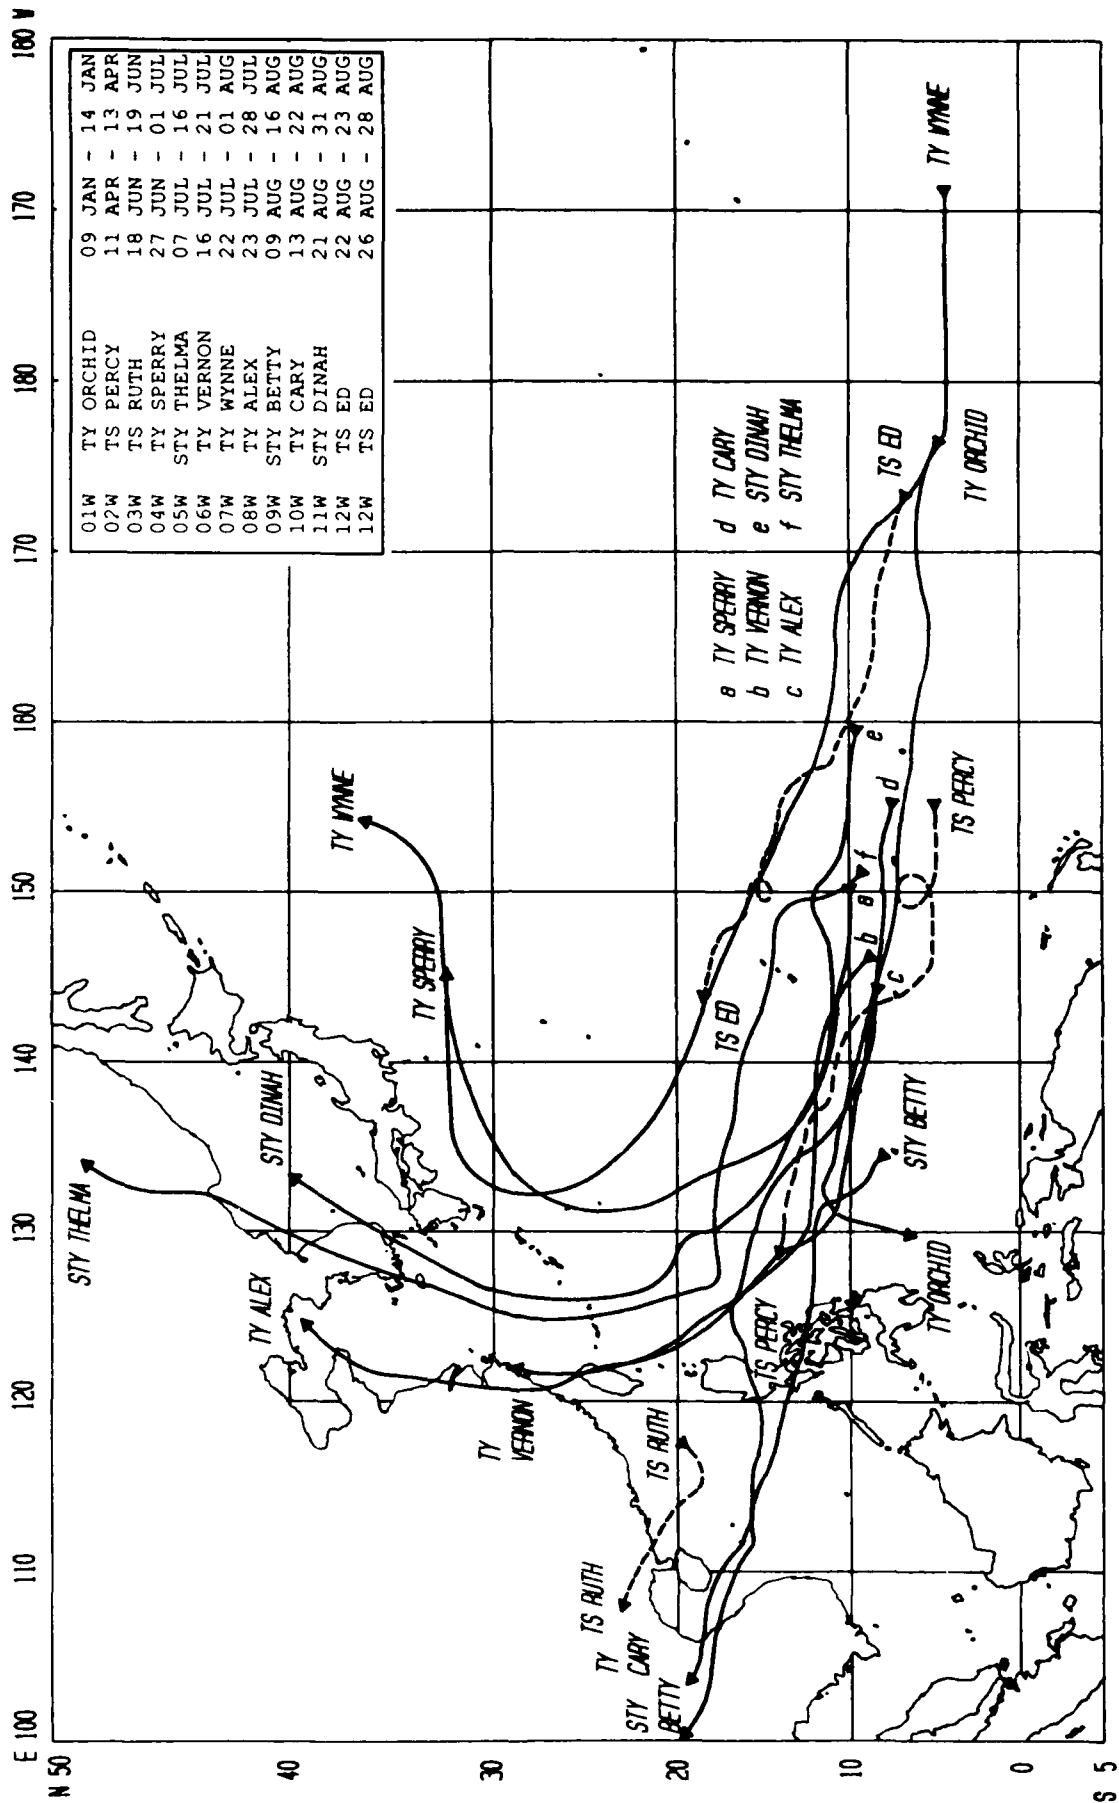 01W TY ORCHID 09 JAN - 14 JAN
02W TS PERCY 11 APR - 13 APR
03W TS RUTH 18 JUN - 19 JUN
04W TY SPERRY 27 JUN - 01 JUL
05W STY THELMA 07 JUL - 16 JUL
06W TY VERNON 16 JUL - 21 JUL
07W TY WYNNE 22 JUL - 01 AUG
08W TY ALEX 23 JUL - 28 JUL
09W STY BETTY 09 AUG - 16 AUG
10W TY CARY 13 AUG - 22 AUG
11W STY DINAH 21 AUG - 31 AUG
12W TS ED 22 AUG - 23 AUG
12W TS ED 26 AUG - 28 AUG
E 100 110 120 130 140 150 160 170 180 170 180 W
N 50
40
30
20
10
0
S 5
STY THELMA
STY DINAH
TY ALEX
TY WYNNE
TY SPERRY
TY
VERNON
TS RUTH
TS RUTH
TY
CARY
STY
BETTY
TS ED
TS PERCY
STY BETTY
TY ORCHID
TS PERCY
TS ED
TY ORCHID
TY WYNNE
a TY SPERRY d TY CARY
b TY VERNON e STY DINAH
c TY ALEX f STY THELMA
a
b
c
d
e
f